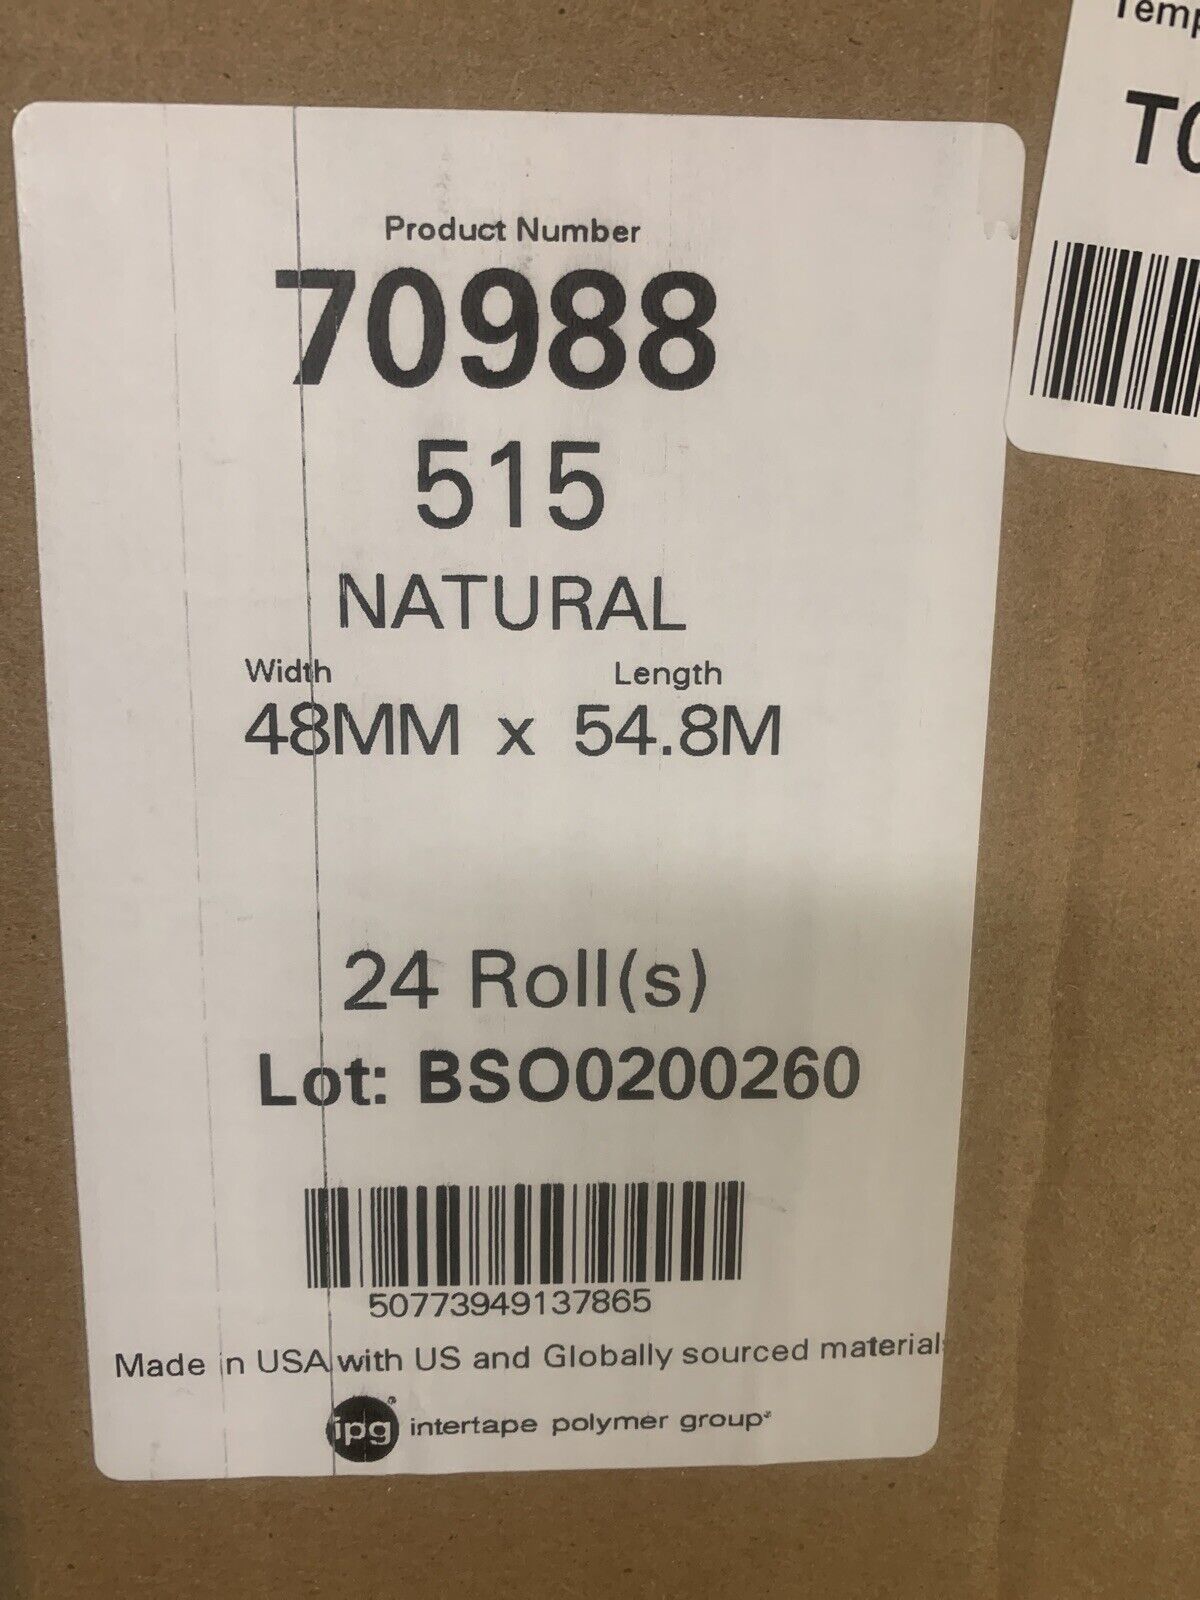 Product Number
70988
515
NATURAL
Width Length
48MM x 54.8M
24 Roll(s)
Lot: BSO0200260
50773949137865
Made in USA with US and Globally sourced material
ipg® intertape polymer group